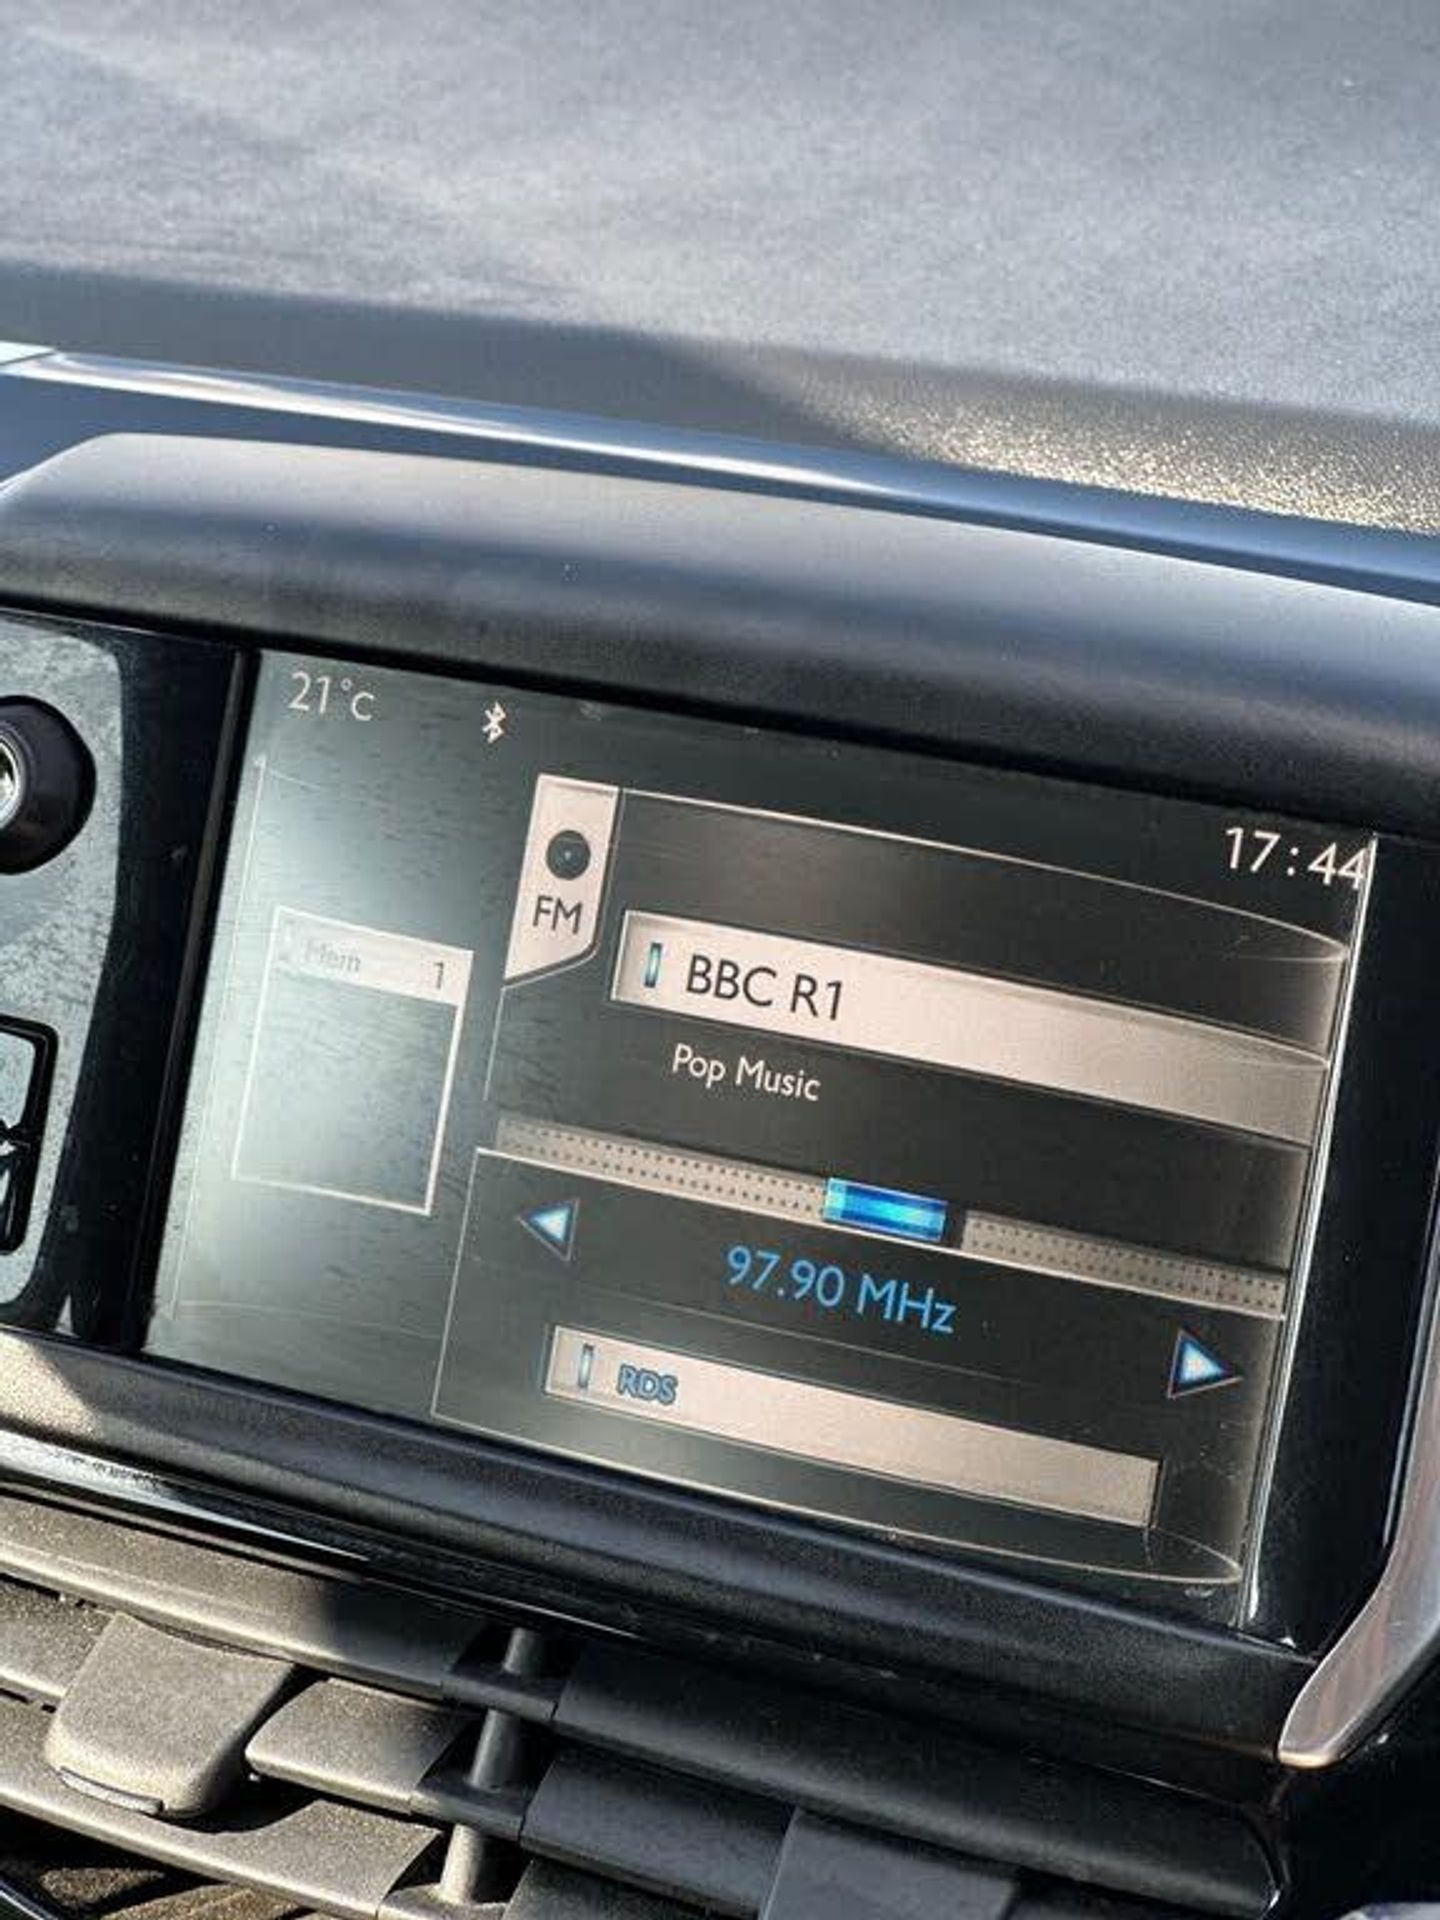 21°C
17:44
FM
Mem 1
BBC R1
Pop Music
97.90 MHz
RDS